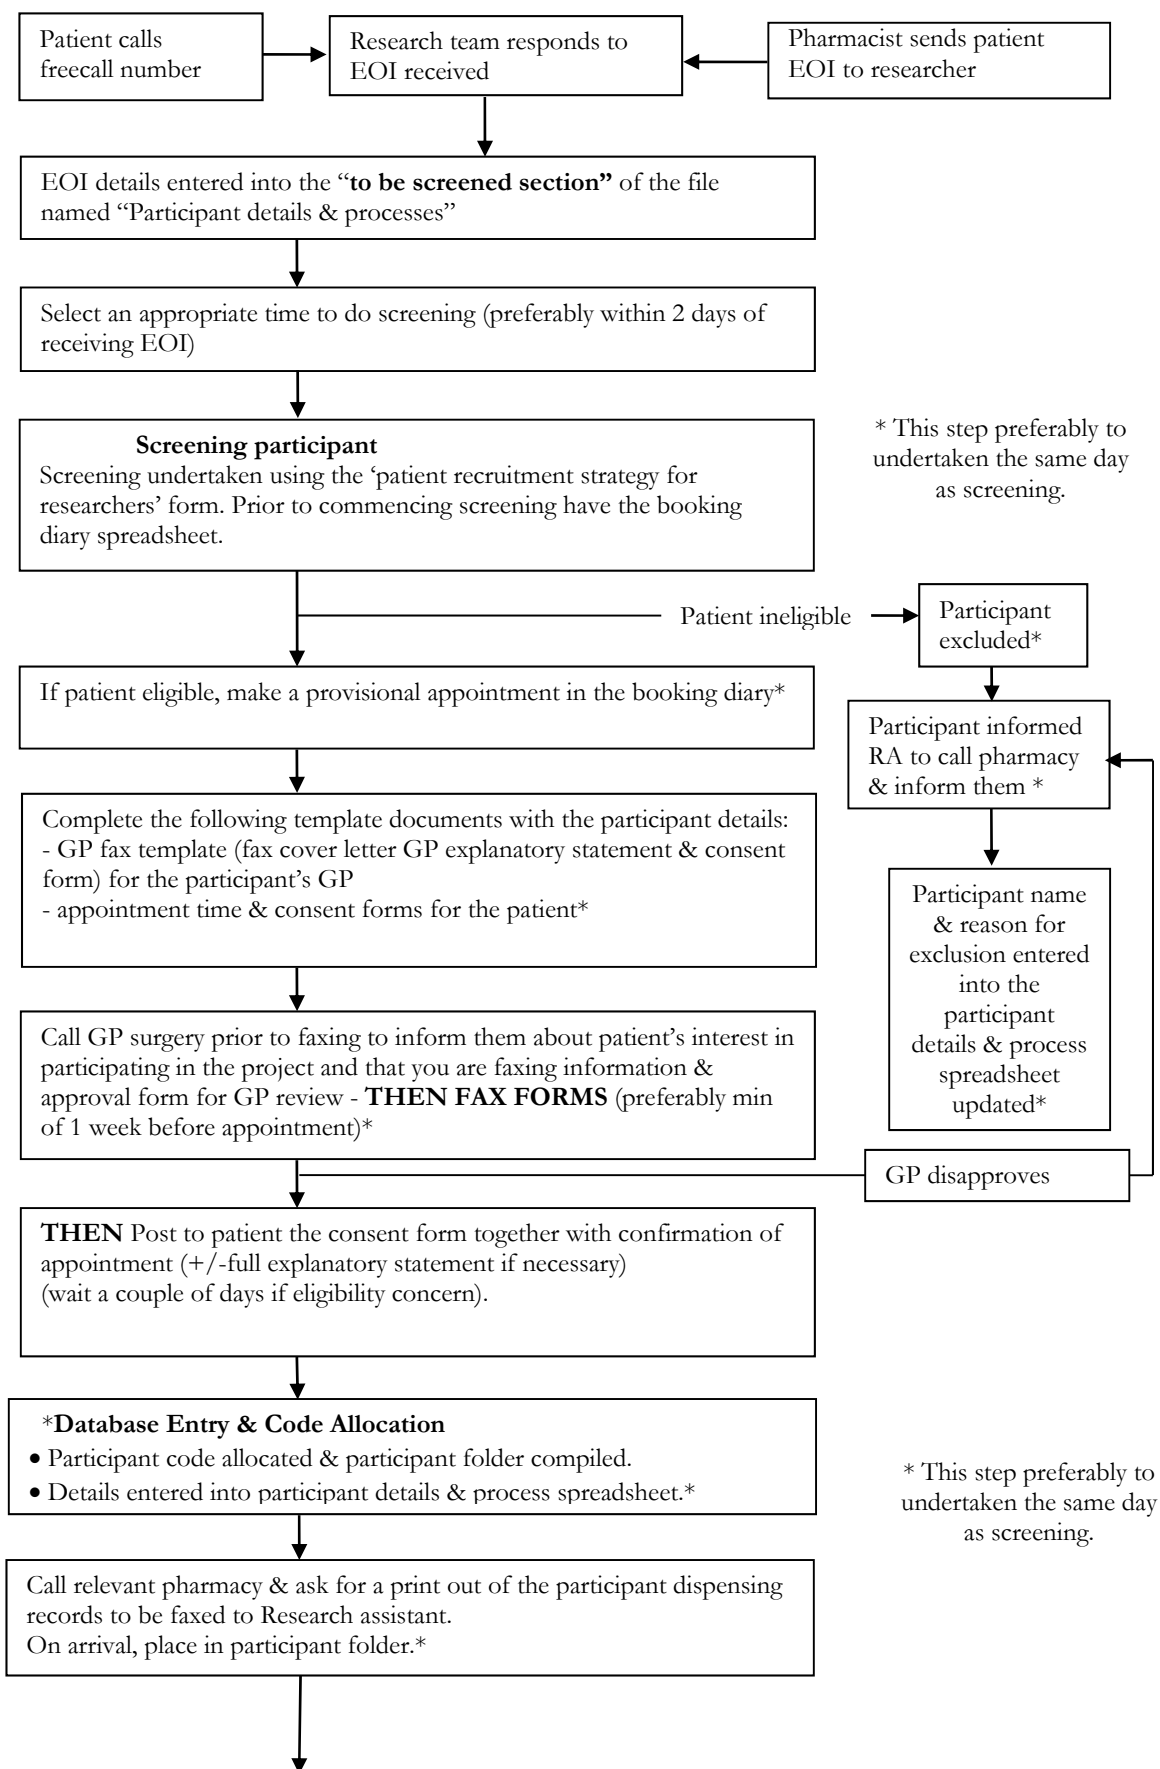 Patient calls
freecall number
Research team responds to
EOI received
Pharmacist sends patient
EOI to researcher
EOI details entered into the “to be screened section” of the file
named “Participant details & processes”
Select an appropriate time to do screening (preferably within 2 days of
receiving EOI)
Screening participant
Screening undertaken using the ‘patient recruitment strategy for
researchers’ form. Prior to commencing screening have the booking
diary spreadsheet.
* This step preferably to
undertaken the same day
as screening.
Patient ineligible
Participant
excluded*
If patient eligible, make a provisional appointment in the booking diary*
Participant informed
RA to call pharmacy
& inform them *
Complete the following template documents with the participant details:
- GP fax template (fax cover letter GP explanatory statement & consent
form) for the participant’s GP
- appointment time & consent forms for the patient*
Participant name
& reason for
exclusion entered
into the
participant
details & process
spreadsheet
updated*
Call GP surgery prior to faxing to inform them about patient’s interest in
participating in the project and that you are faxing information &
approval form for GP review - THEN FAX FORMS (preferably min
of 1 week before appointment)*
GP disapproves
THEN Post to patient the consent form together with confirmation of
appointment (+/-full explanatory statement if necessary)
(wait a couple of days if eligibility concern).
*Database Entry & Code Allocation
• Participant code allocated & participant folder compiled.
• Details entered into participant details & process spreadsheet.*
* This step preferably to
undertaken the same day
as screening.
Call relevant pharmacy & ask for a print out of the participant dispensing
records to be faxed to Research assistant.
On arrival, place in participant folder.*